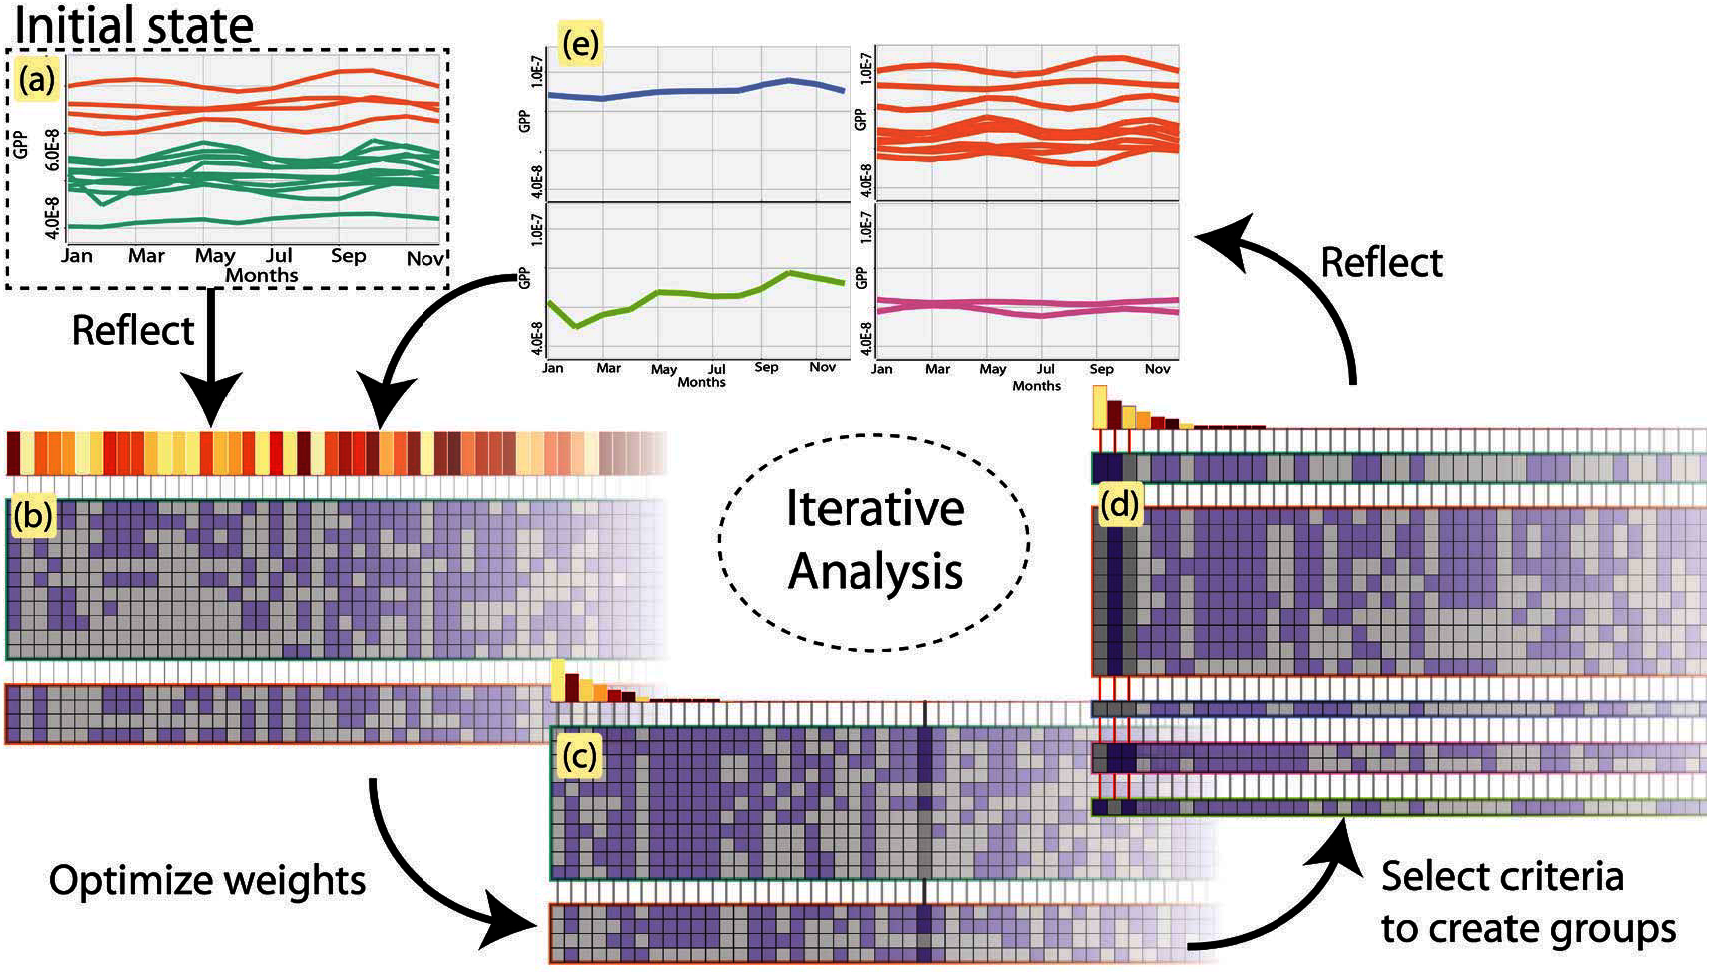 Initial state
(a)
GPP
6.0E-8
4.0E-8
Jan Mar May Jul Sep Nov
Months
Reflect
(e)
1.0E-7
GPP
4.0E-8
1.0E-7
GPP
4.0E-8
Jan Mar May Jul Sep Nov
Months
1.0E-7
GPP
4.0E-8
1.0E-7
GPP
4.0E-8
Jan Mar May Jul Sep Nov
Months
Reflect
(b)
Iterative
Analysis
(d)
(c)
Optimize weights
Select criteria
to create groups